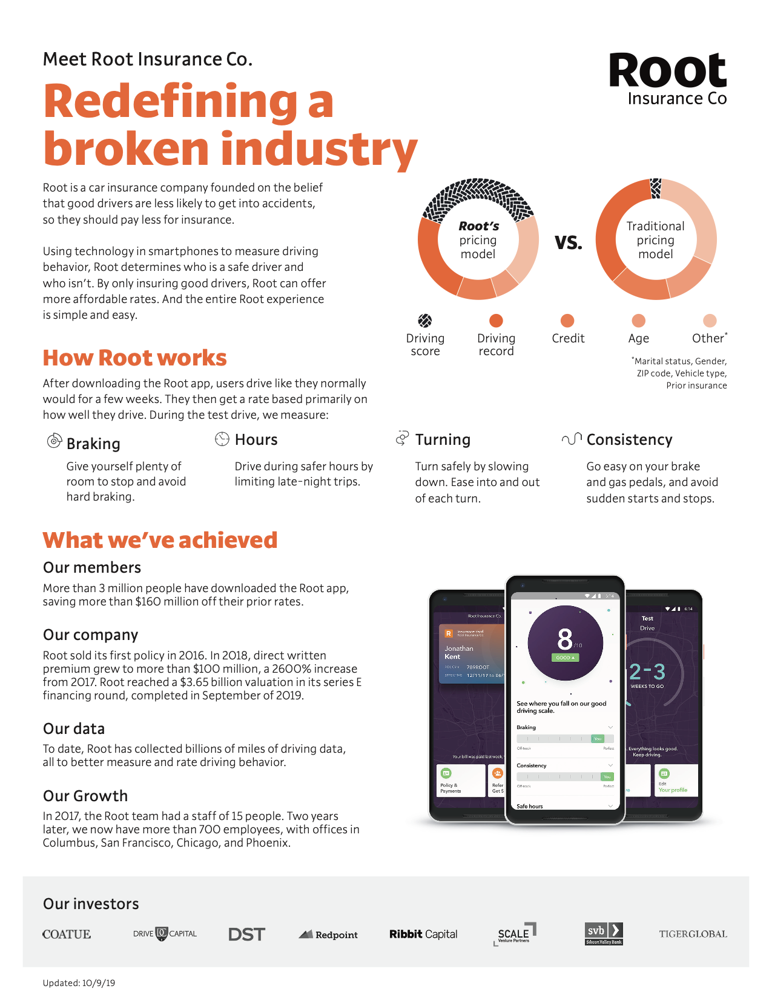 Meet Root Insurance Co.
Root
Insurance Co
Redefining a
broken industry
Root is a car insurance company founded on the belief
that good drivers are less likely to get into accidents,
so they should pay less for insurance.
Using technology in smartphones to measure driving
behavior, Root determines who is a safe driver and
who isn't. By only insuring good drivers, Root can offer
more affordable rates. And the entire Root experience
is simple and easy.
Root's
pricing
model
vs.
Traditional
pricing
model
Driving
score
Driving
record
Credit
Age
Other*
*Marital status, Gender,
ZIP code, Vehicle type,
Prior insurance
How Root works
After downloading the Root app, users drive like they normally
would for a few weeks. They then get a rate based primarily on
how well they drive. During the test drive, we measure:
Braking
Give yourself plenty of
room to stop and avoid
hard braking.
Hours
Drive during safer hours by
limiting late-night trips.
Turning
Turn safely by slowing
down. Ease into and out
of each turn.
Consistency
Go easy on your brake
and gas pedals, and avoid
sudden starts and stops.
What we've achieved
Our members
More than 3 million people have downloaded the Root app,
saving more than $160 million off their prior rates.
Our company
Root sold its first policy in 2016. In 2018, direct written
premium grew to more than $100 million, a 2600% increase
from 2017. Root reached a $3.65 billion valuation in its series E
financing round, completed in September of 2019.
Our data
To date, Root has collected billions of miles of driving data,
all to better measure and rate driving behavior.
Our Growth
In 2017, the Root team had a staff of 15 people. Two years
later, we now have more than 700 employees, with offices in
Columbus, San Francisco, Chicago, and Phoenix.
Root Insurance Co.
R
Insurance card
Root Insurance Co
Jonathan
Kent
POLICY # 789ROOT
EFFECTIVE 12/11/17 to 06/
Your bill was paid last week,
Policy &
Payments
Refer
Get $
6:14
8/10
GOOD
See where you fall on our good
driving scale.
Braking
You
Off-track Perfect
Consistency
You
Off-track Perfect
Safe hours
6:14
Test
Drive
2-3
WEEKS TO GO
. Everything looks good.
Keep driving.
re
Edit
Your profile
Our investors
COATUE
DRIVE DC CAPITAL
DST
Redpoint
Ribbit Capital
SCALE
Venture Partners
svb
Silicon Valley Bank
TIGERGLOBAL
Updated: 10/9/19